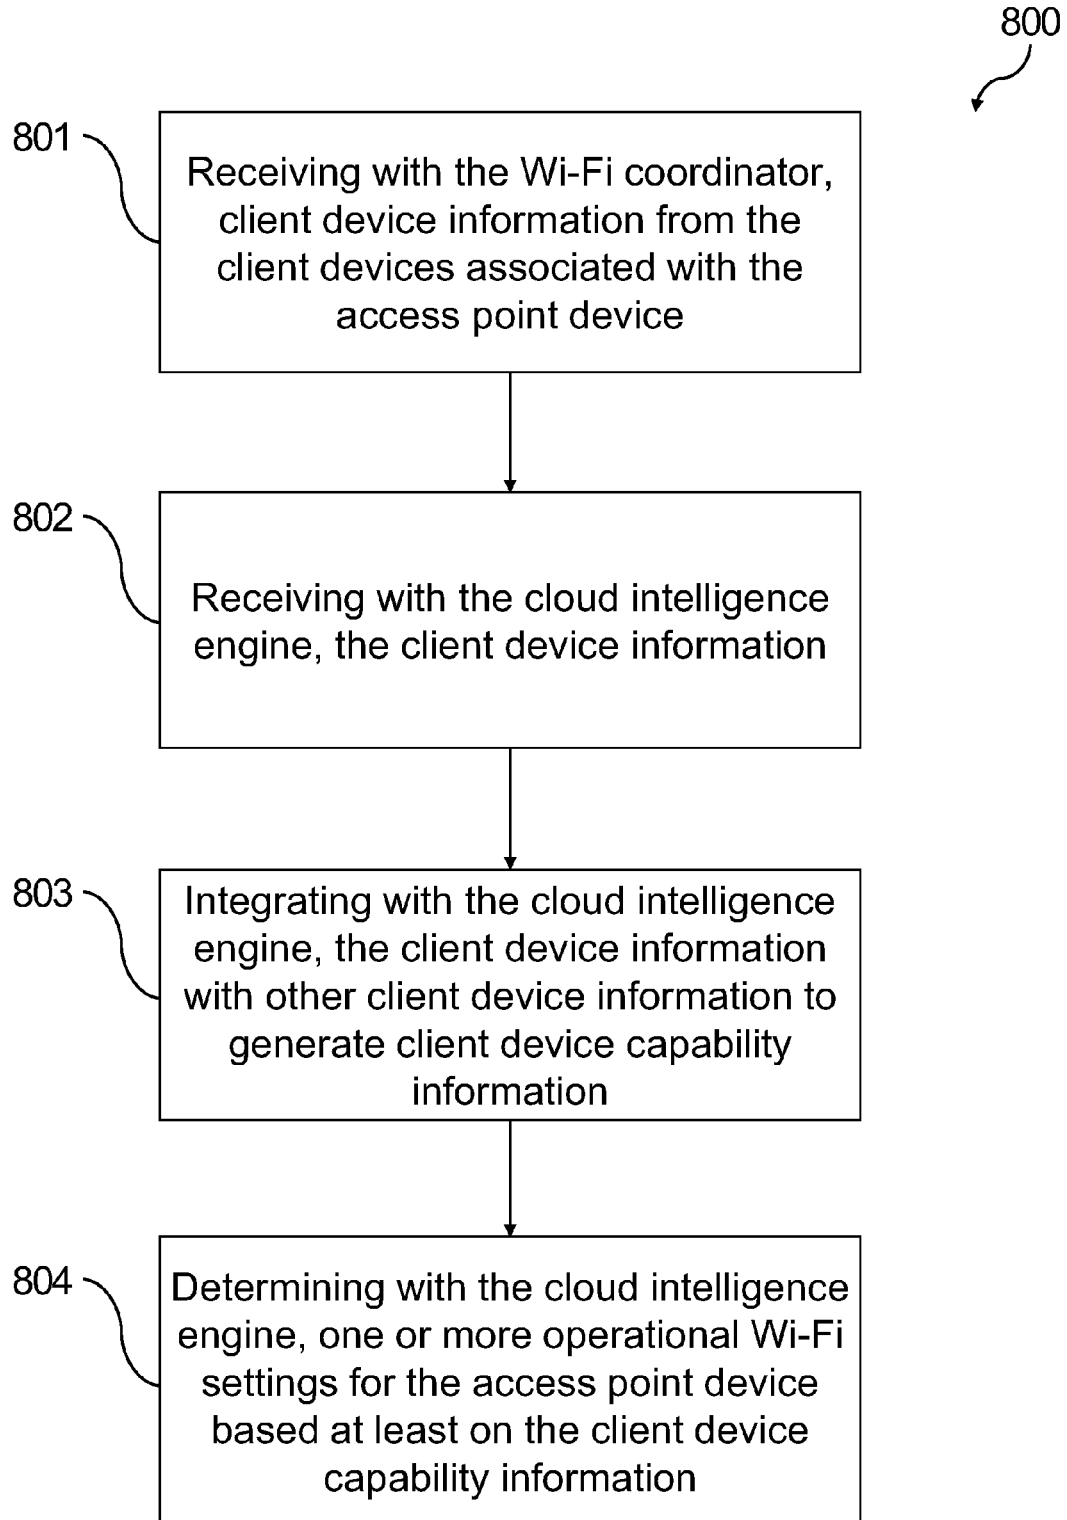 800
801
Receiving with the Wi-Fi coordinator,
client device information from the
client devices associated with the
access point device
802
Receiving with the cloud intelligence
engine, the client device information
803
Integrating with the cloud intelligence
engine, the client device information
with other client device information to
generate client device capability
information
804
Determining with the cloud intelligence
engine, one or more operational Wi-Fi
settings for the access point device
based at least on the client device
capability information